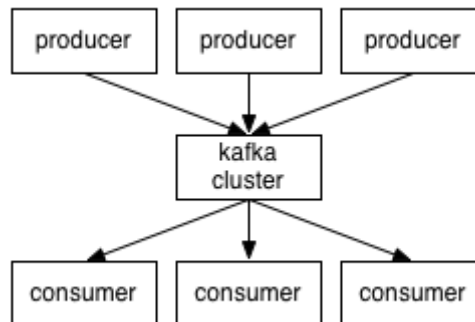 producer
producer
producer
kafka
cluster
consumer
consumer
consumer